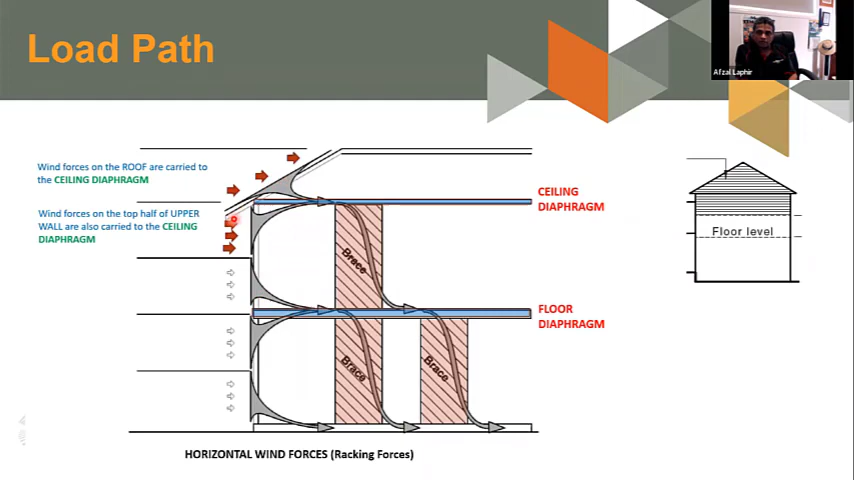 Load Path
Afzal Laphir
Wind forces on the ROOF are carried to
the CEILING DIAPHRAGM
Wind forces on the top half of UPPER
WALL are also carried to the CEILING
DIAPHRAGM
CEILING
DIAPHRAGM
Brace
FLOOR
DIAPHRAGM
Brace
Brace
Floor level
HORIZONTAL WIND FORCES (Racking Forces)